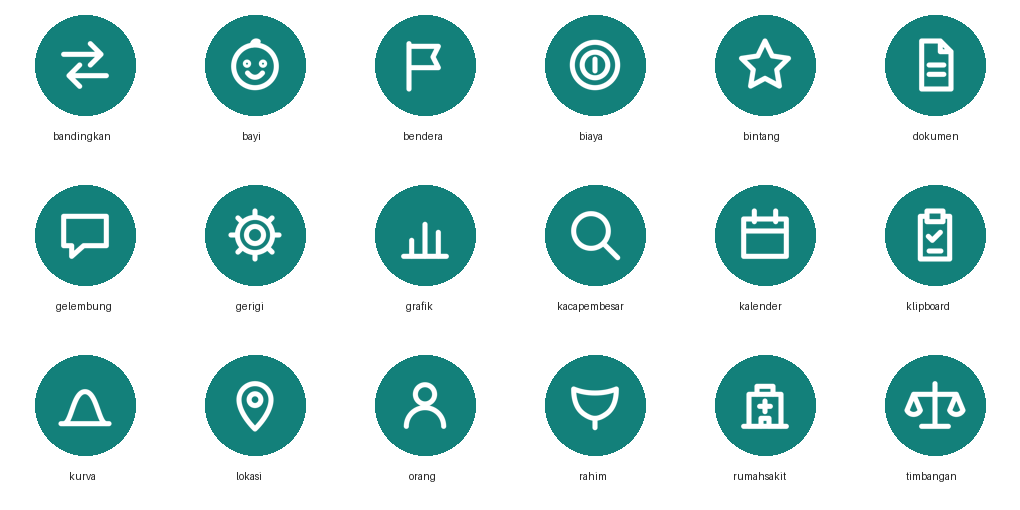 bandingkan bayi bendera biaya bintang dokumen
gelembung gerigi grafik kacapembesar kalender klipboard
kurva lokasi orang rahim rumahsakit timbangan